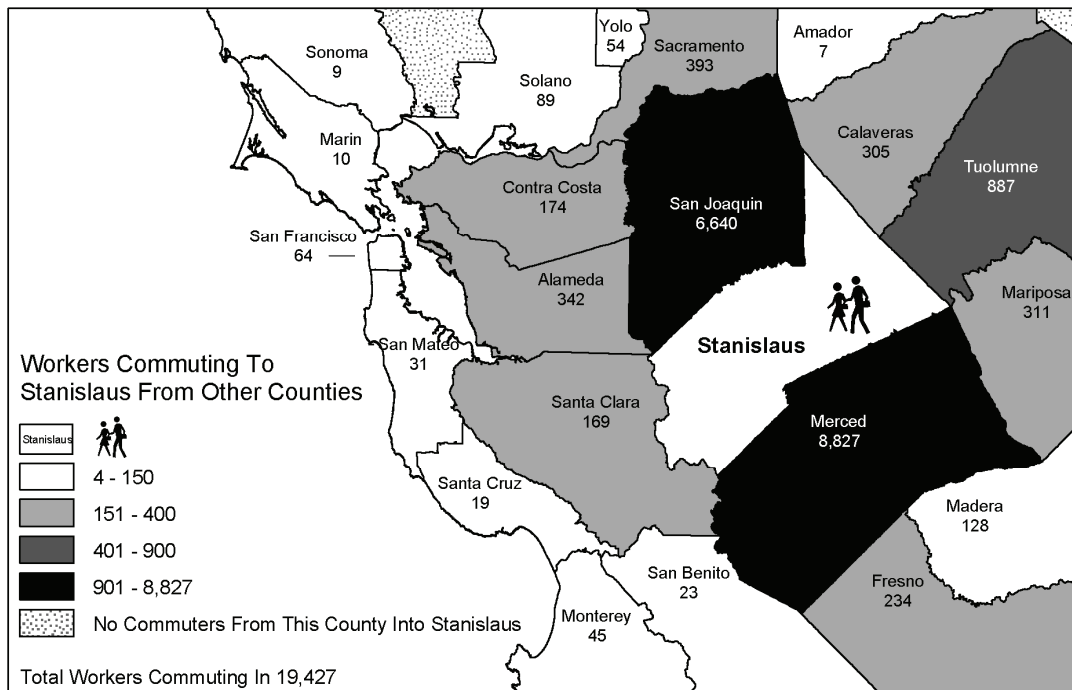 Yolo
54
Sonoma
9
Sacramento
393
Amador
7
Solano
89
Marin
10
Calaveras
305
Tuolumne
887
Contra Costa
174
San Joaquin
6,640
San Francisco
64
Alameda
342
Mariposa
311
San Mateo
31
Stanislaus
Santa Clara
169
Merced
8,827
Santa Cruz
19
Madera
128
San Benito
23
Fresno
234
Monterey
45
Workers Commuting To
Stanislaus From Other Counties
Stanislaus
4 - 150
151 - 400
401 - 900
901 - 8,827
No Commuters From This County Into Stanislaus
Total Workers Commuting In 19,427